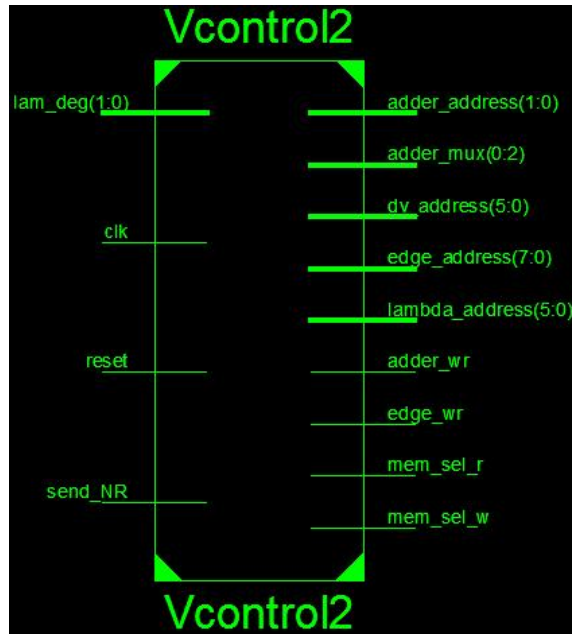 Vcontrol2
lam_deg(1:0)
adder_address(1:0)
adder_mux(0:2)
dv_address(5:0)
clk
edge_address(7:0)
lambda_address(5:0)
reset
adder_wr
edge_wr
mem_sel_r
send_NR
mem_sel_w
Vcontrol2